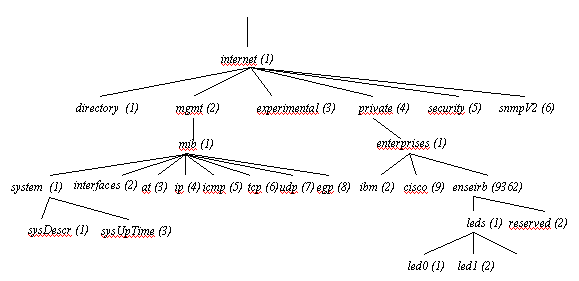 internet (1)
directory (1) mgmt (2) experimental (3) private (4) security (5) snmpV2 (6)
mib (1) enterprises (1)
system (1) interfaces (2) at (3) ip (4) icmp (5) tcp (6) udp (7) egp (8) ibm (2) cisco (9) enseirb (9362)
sysDescr (1) sysUpTime (3) leds (1) reserved (2)
led0 (1) led1 (2)